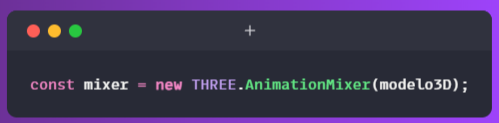 const mixer = new THREE.AnimationMixer(modelo3D);